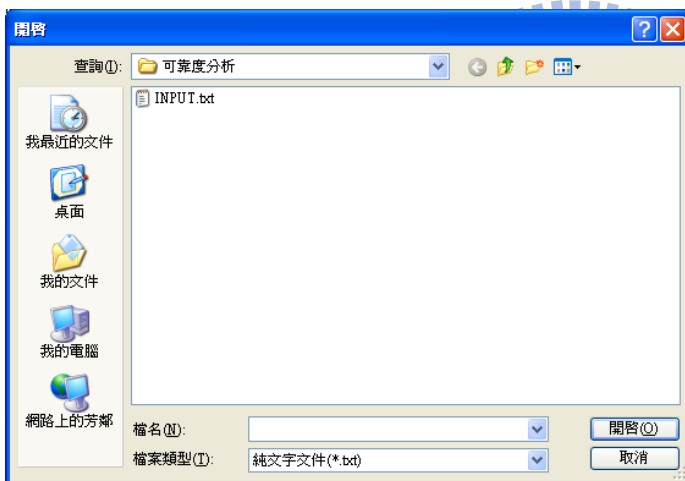 開啓
查詢(I): 可靠度分析
INPUT.txt
我最近的文件
桌面
我的文件
我的電腦
網路上的芳鄰
檔名(N): 開啓(O)
檔案類型(T): 純文字文件(*.txt) 取消